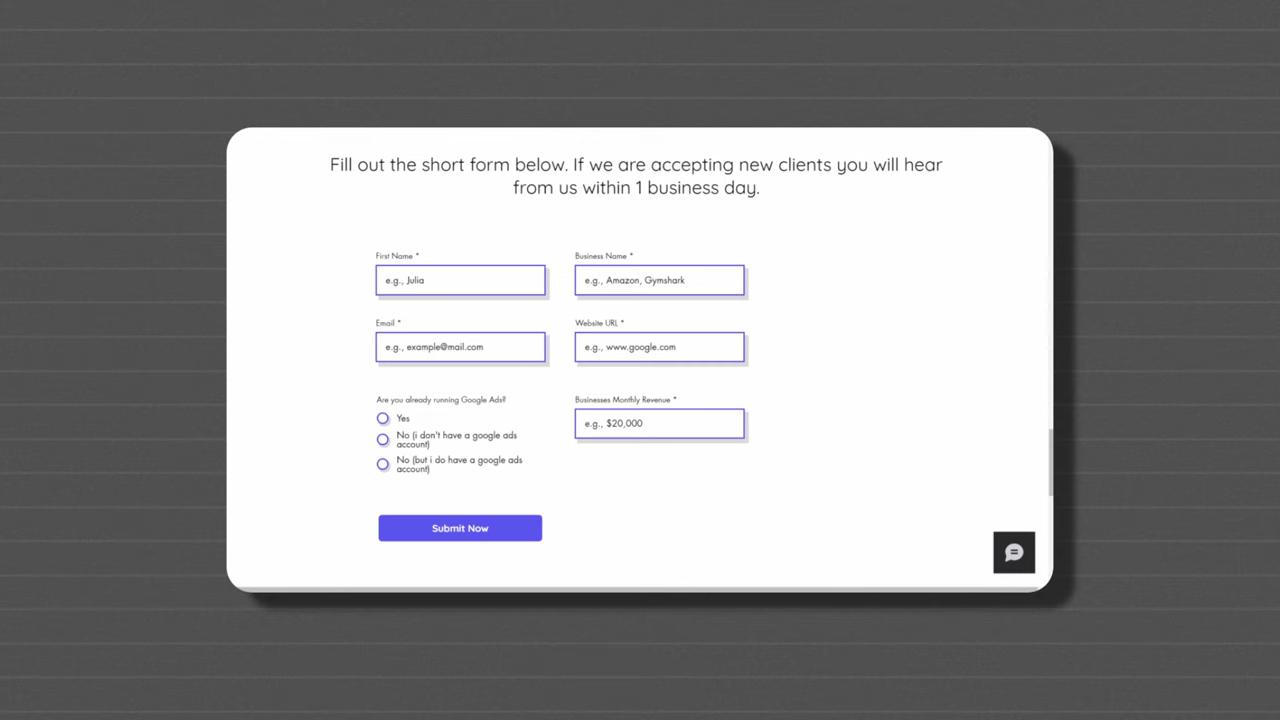 Fill out the short form below. If we are accepting new clients you will hear
from us within 1 business day.
First Name *
Business Name *
e.g., Julia
e.g., Amazon, Gymshark
Email *
Website URL *
e.g., example@mail.com
e.g., www.google.com
Are you already running Google Ads?
Businesses Monthly Revenue *
Yes
e.g., $20,000
No (i don't have a google ads
account)
No (but i do have a google ads
account)
Submit Now